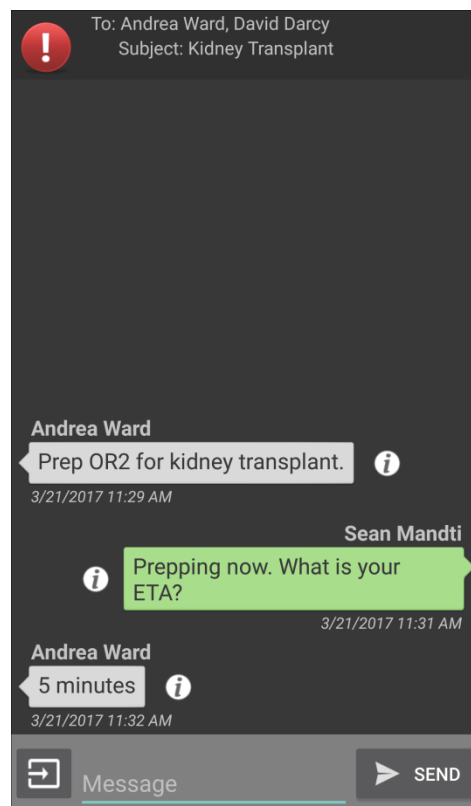 To: Andrea Ward, David Darcy
Subject: Kidney Transplant
Andrea Ward
Prep OR2 for kidney transplant.
3/21/2017 11:29 AM
Sean Mandti
Prepping now. What is your
ETA?
3/21/2017 11:31 AM
Andrea Ward
5 minutes
3/21/2017 11:32 AM
Message
SEND